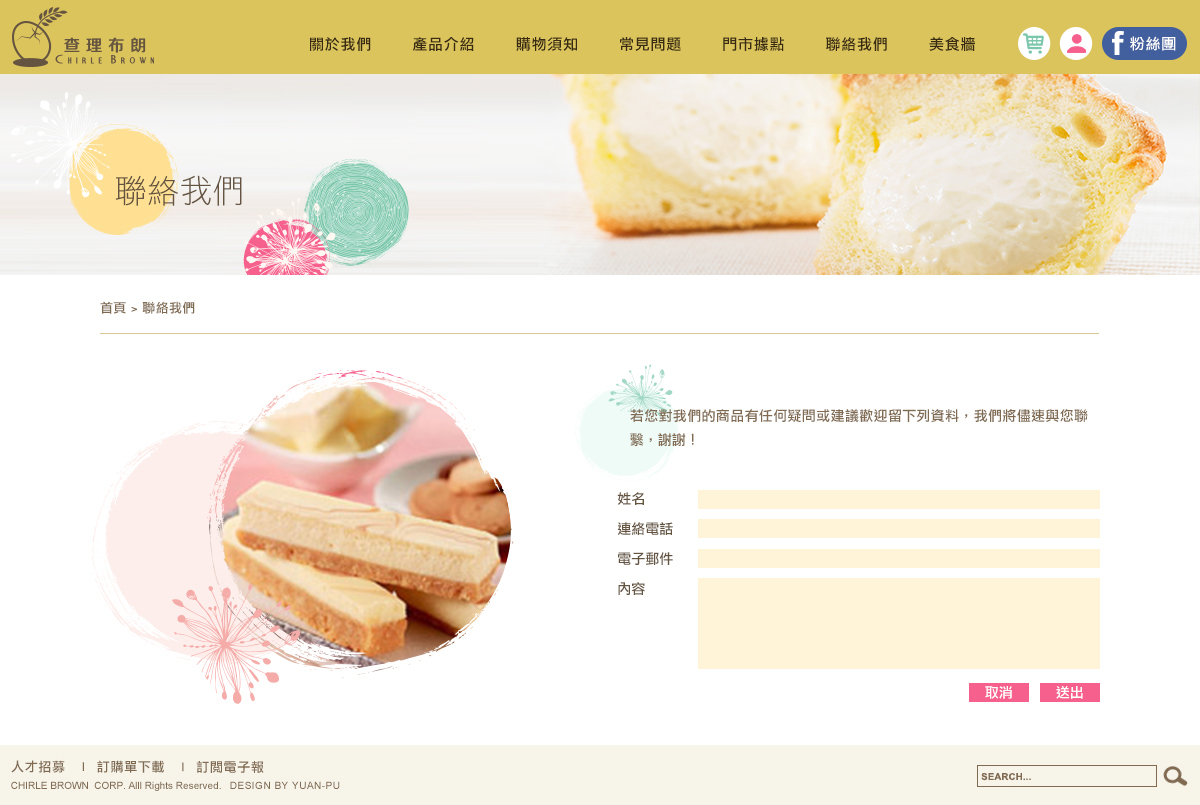 查理布朗
CHIRLE BROWN
關於我們 產品介紹 購物須知 常見問題 門市據點 聯絡我們 美食牆
f 粉絲團
聯絡我們
首頁 > 聯絡我們
若您對我們的商品有任何疑問或建議歡迎留下列資料，我們將儘速與您聯
繫，謝謝！
姓名
連絡電話
電子郵件
內容
取消 送出
人才招募 | 訂購單下載 | 訂閱電子報
CHIRLE BROWN CORP. Alll Rights Reserved. DESIGN BY YUAN-PU
SEARCH...